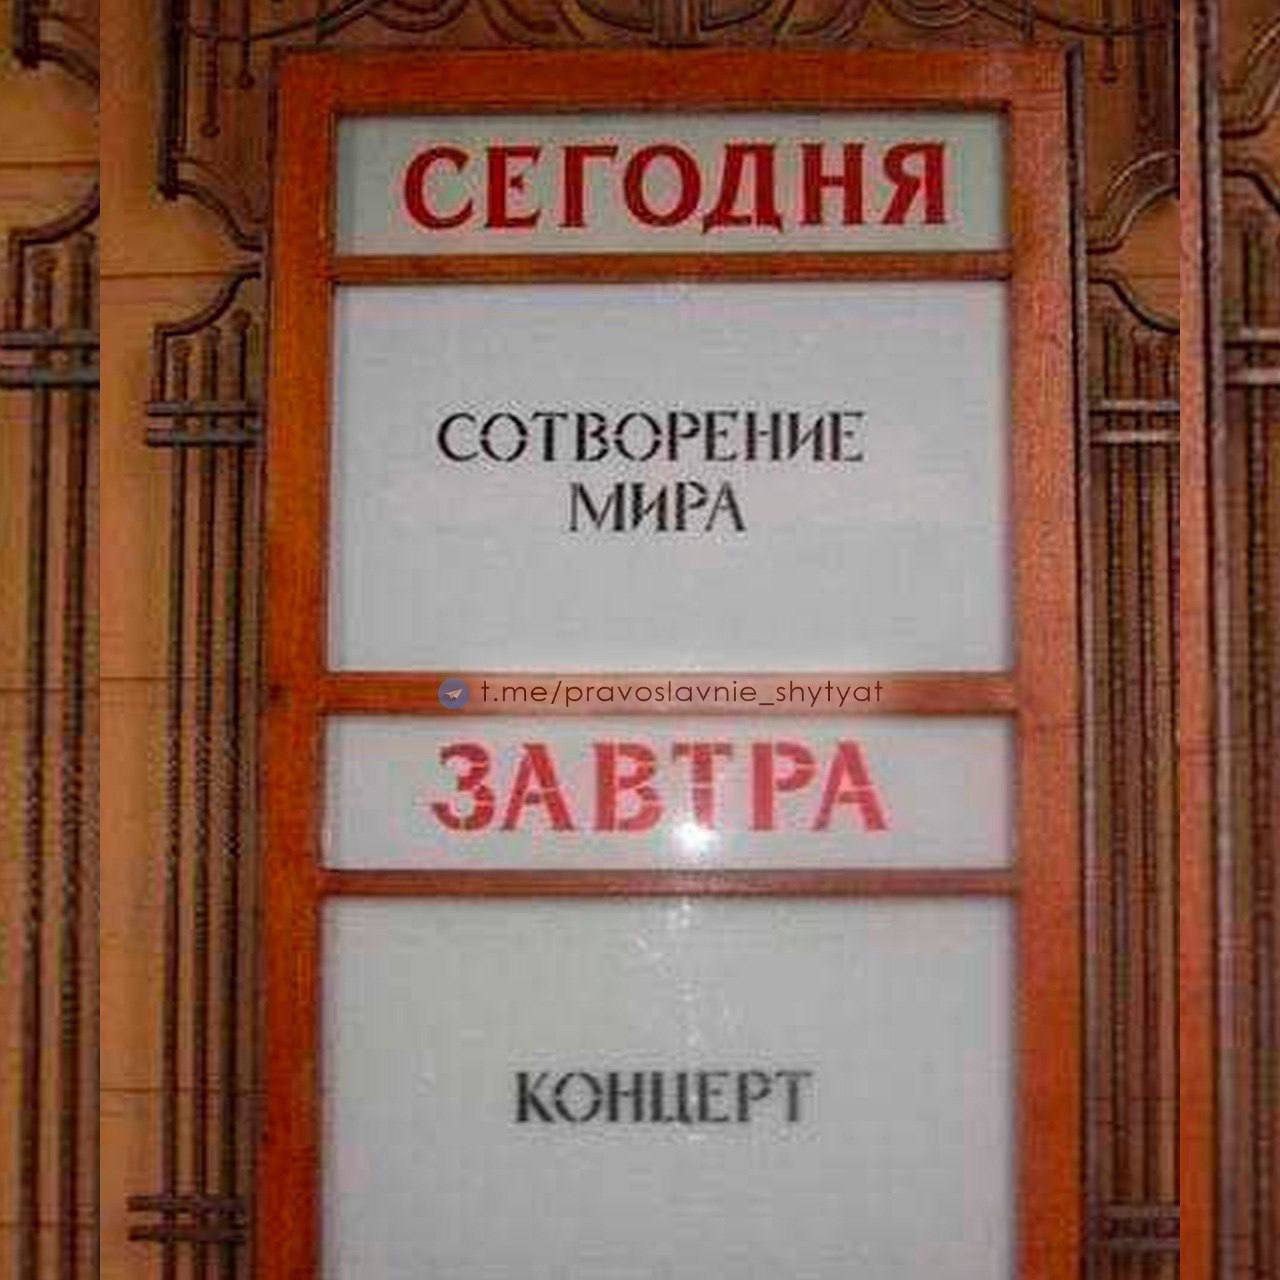 СЕГОДНЯ
СОТВОРЕНИЕ
МИРА
t.me/pravoslavnie_shytyat
ЗАВТРА
КОНЦЕРТ